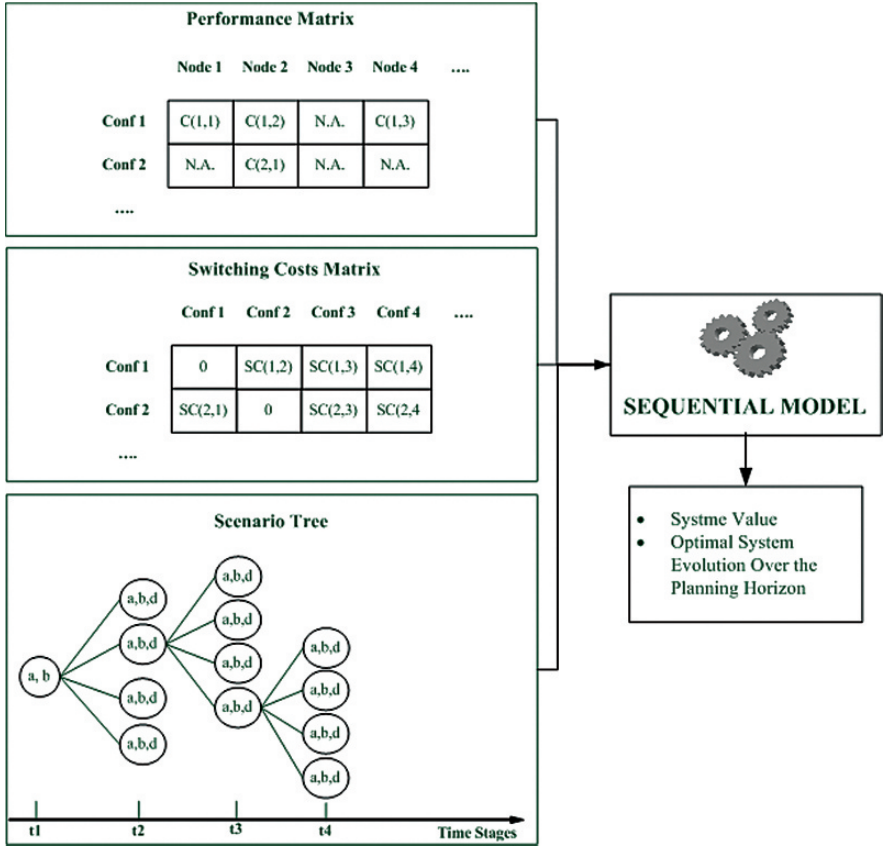 Performance Matrix
Node 1 Node 2 Node 3 Node 4 ....
Conf 1 C(1,1) C(1,2) N.A. C(1,3)
Conf 2 N.A. C(2,1) N.A. N.A.
....
Switching Costs Matrix
Conf 1 Conf 2 Conf 3 Conf 4 ....
Conf 1 0 SC(1,2) SC(1,3) SC(1,4)
Conf 2 SC(2,1) 0 SC(2,3) SC(2,4
....
SEQUENTIAL MODEL
• Systme Value
• Optimal System
Evolution Over the
Planning Horizon
Scenario Tree
a, b
a,b,d
a,b,d
a,b,d
a,b,d
a,b,d
a,b,d
a,b,d
a,b,d
a,b,d
a,b,d
a,b,d
a,b,d
t1 t2 t3 t4 Time Stages